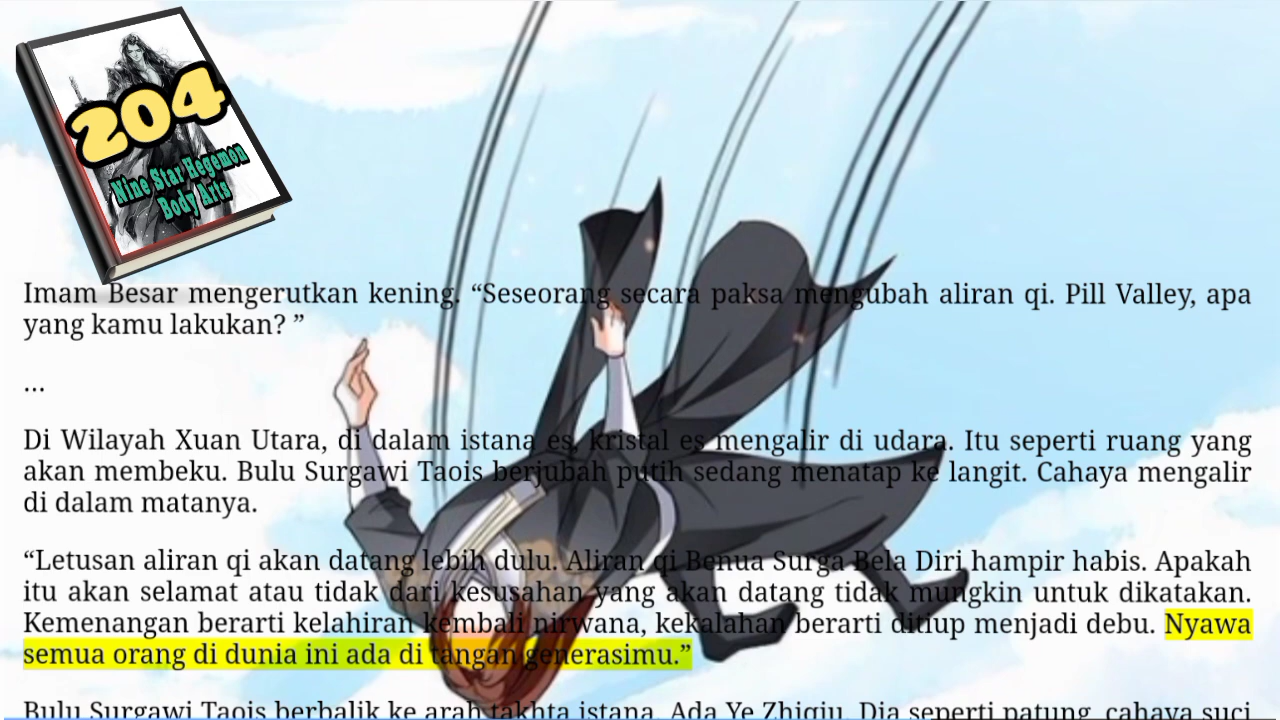 204
Nine Star Hegemon
Body Arts
Imam Besar mengerutkan kening. “Seseorang secara paksa mengubah aliran qi. Pill Valley, apa
yang kamu lakukan? ”
...
Di Wilayah Xuan Utara, di dalam istana es, kristal es mengalir di udara. Itu seperti ruang yang
akan membeku. Bulu Surgawi Taois berjubah putih sedang menatap ke langit. Cahaya mengalir
di dalam matanya.
“Letusan aliran qi akan datang lebih dulu. Aliran qi Benua Surga Bela Diri hampir habis. Apakah
itu akan selamat atau tidak dari kesusahan yang akan datang tidak mungkin untuk dikatakan.
Kemenangan berarti kelahiran kembali nirwana, kekalahan berarti ditiup menjadi debu. Nyawa
semua orang di dunia ini ada di tangan generasimu.”
Bulu Surgawi Taois berbalik ke arah takhta istana. Ada Ye Zhiqiu. Dia seperti patung, cahaya suci